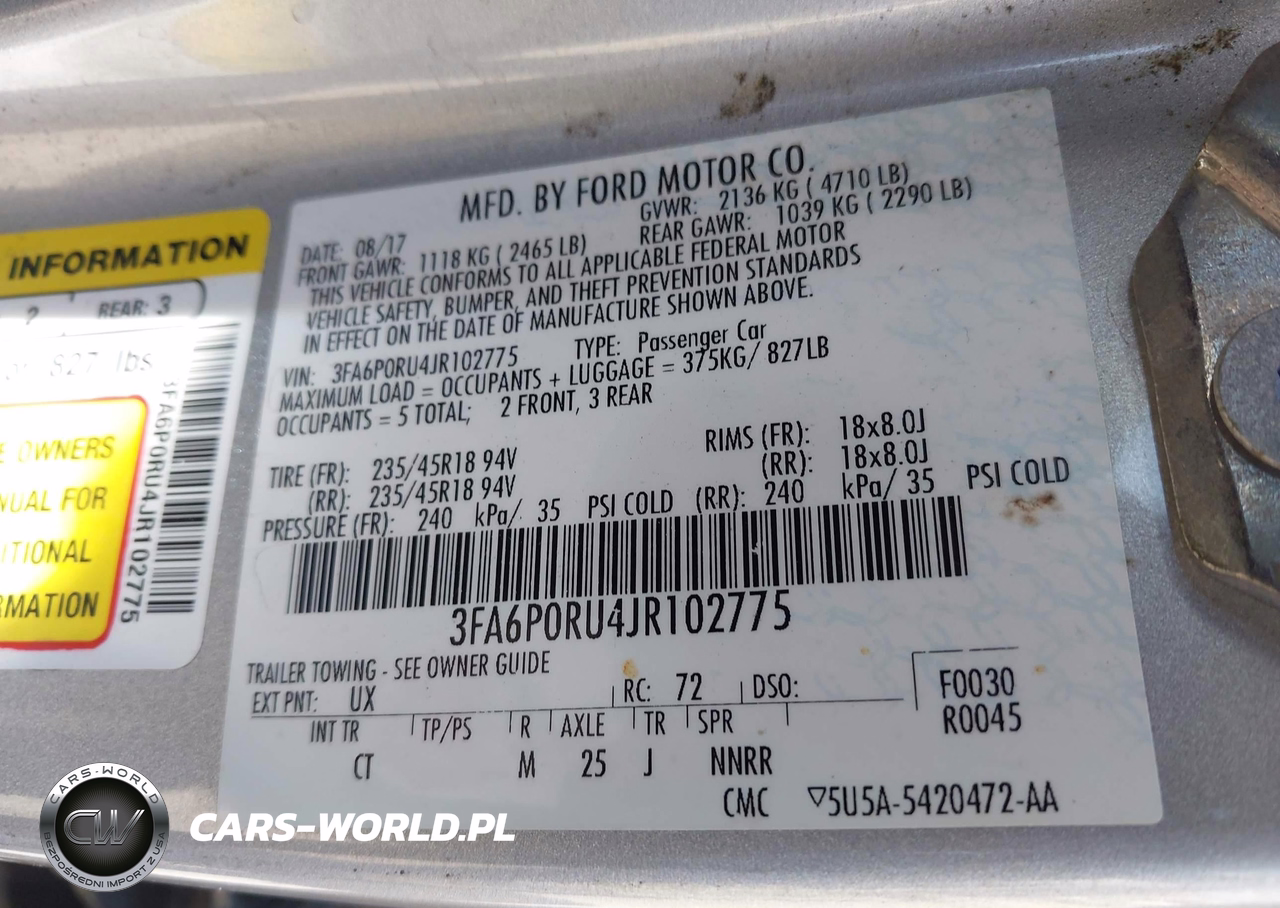 INFORMATION
REAR: 3
827 lbs
OWNERS
FOR
3FA6P0RU4JR102775
MFD. BY FORD MOTOR CO.
DATE: 08/17 GVWR: 2136 KG ( 4710 LB)
FRONT GAWR: 1118 KG ( 2465 LB) REAR GAWR: 1039 KG ( 2290 LB)
THIS VEHICLE CONFORMS TO ALL APPLICABLE FEDERAL MOTOR
VEHICLE SAFETY, BUMPER, AND THEFT PREVENTION STANDARDS
IN EFFECT ON THE DATE OF MANUFACTURE SHOWN ABOVE.
VIN: 3FA6P0RU4JR102775 TYPE: Passenger Car
MAXIMUM LOAD = OCCUPANTS + LUGGAGE = 375KG/ 827LB
OCCUPANTS = 5 TOTAL; 2 FRONT, 3 REAR
TIRE (FR): 235/45R18 94V RIMS (FR): 18x8.0J
(RR): 235/45R18 94V (RR): 18x8.0J
PRESSURE (FR): 240 kPa/ 35 PSI COLD (RR): 240 kPa/ 35 PSI COLD
3FA6P0RU4JR102775
TRAILER TOWING - SEE OWNER GUIDE
EXT PNT: UX RC: 72 DSO: F0030
R0045
INT TR TP/PS R AXLE TR SPR
CT M 25 J NNRR
CMC ▽5U5A-5420472-AA
CARS-WORLD
CW
BEZPOŚREDNI IMPORT Z USA
CARS-WORLD.PL